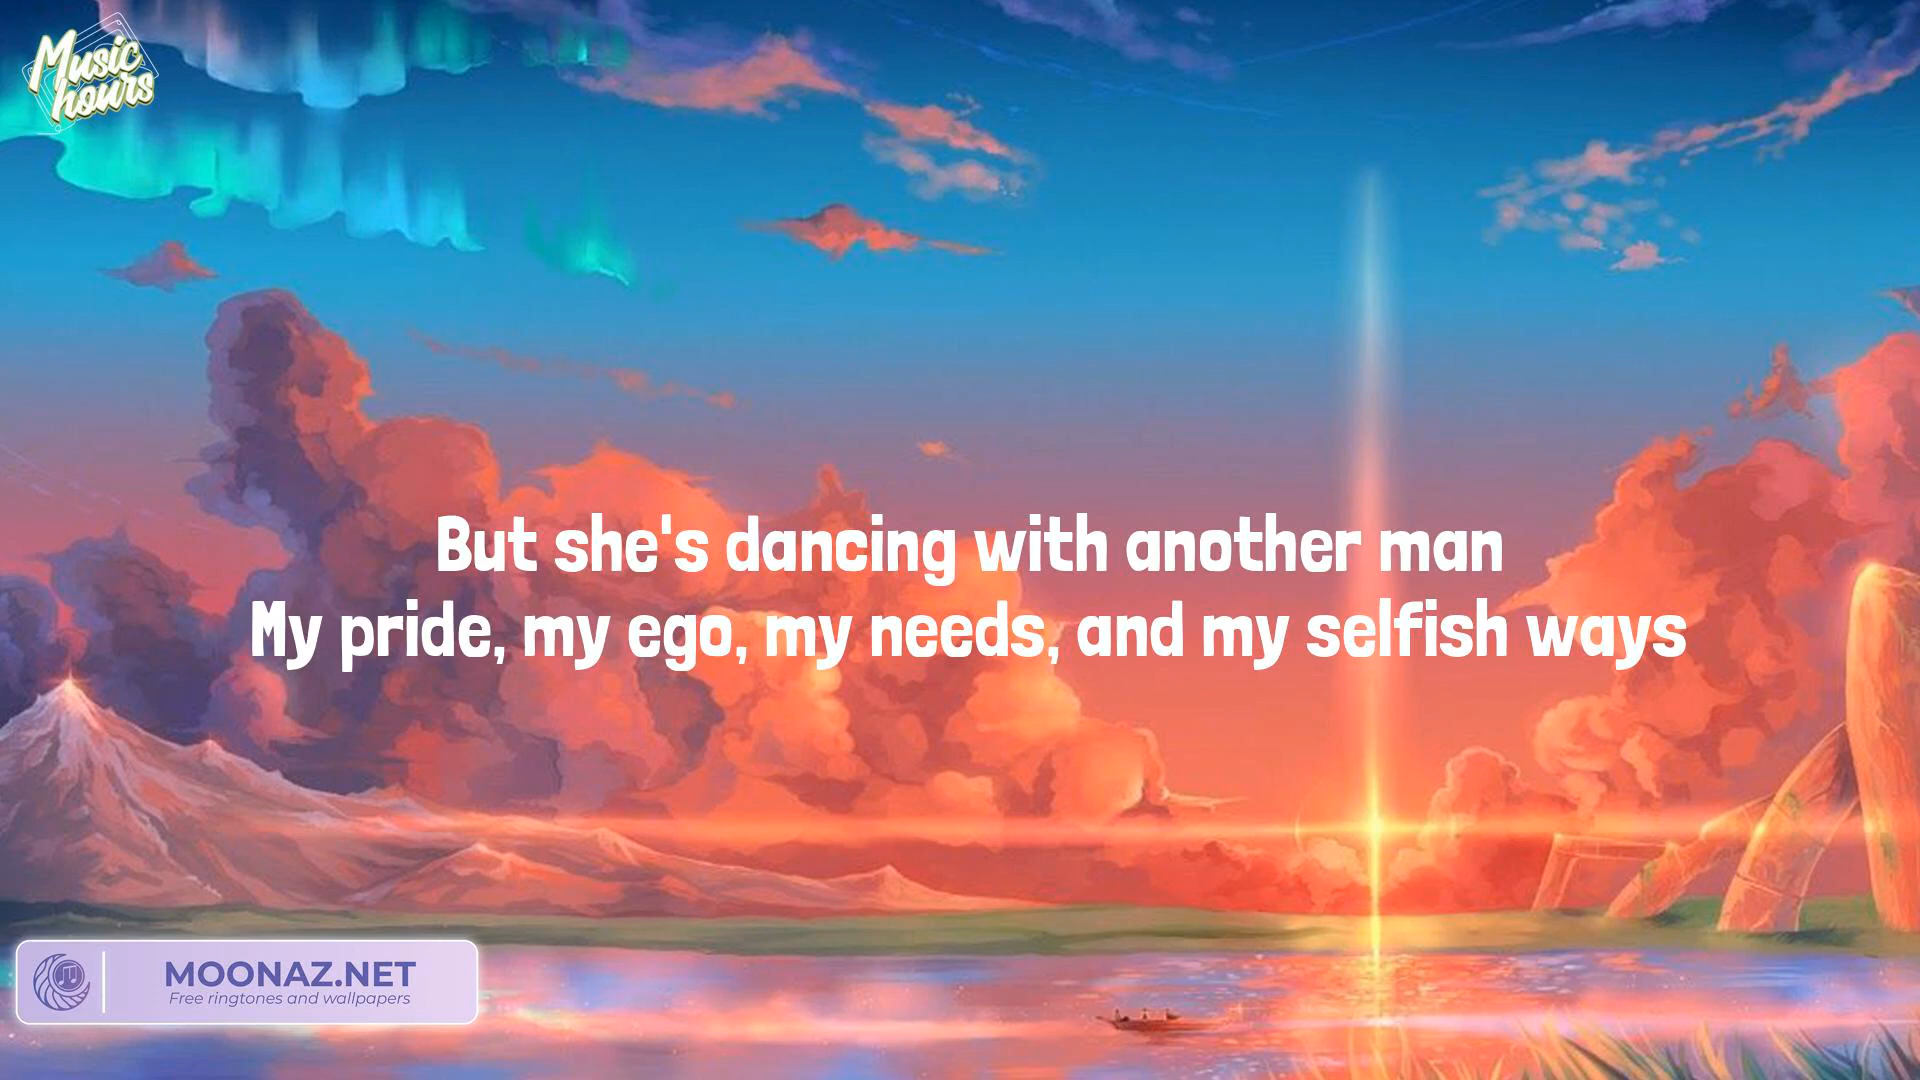 Music
hours
But she's dancing with another man
My pride, my ego, my needs, and my selfish ways
MOONAZ.NET
Free ringtones and wallpapers